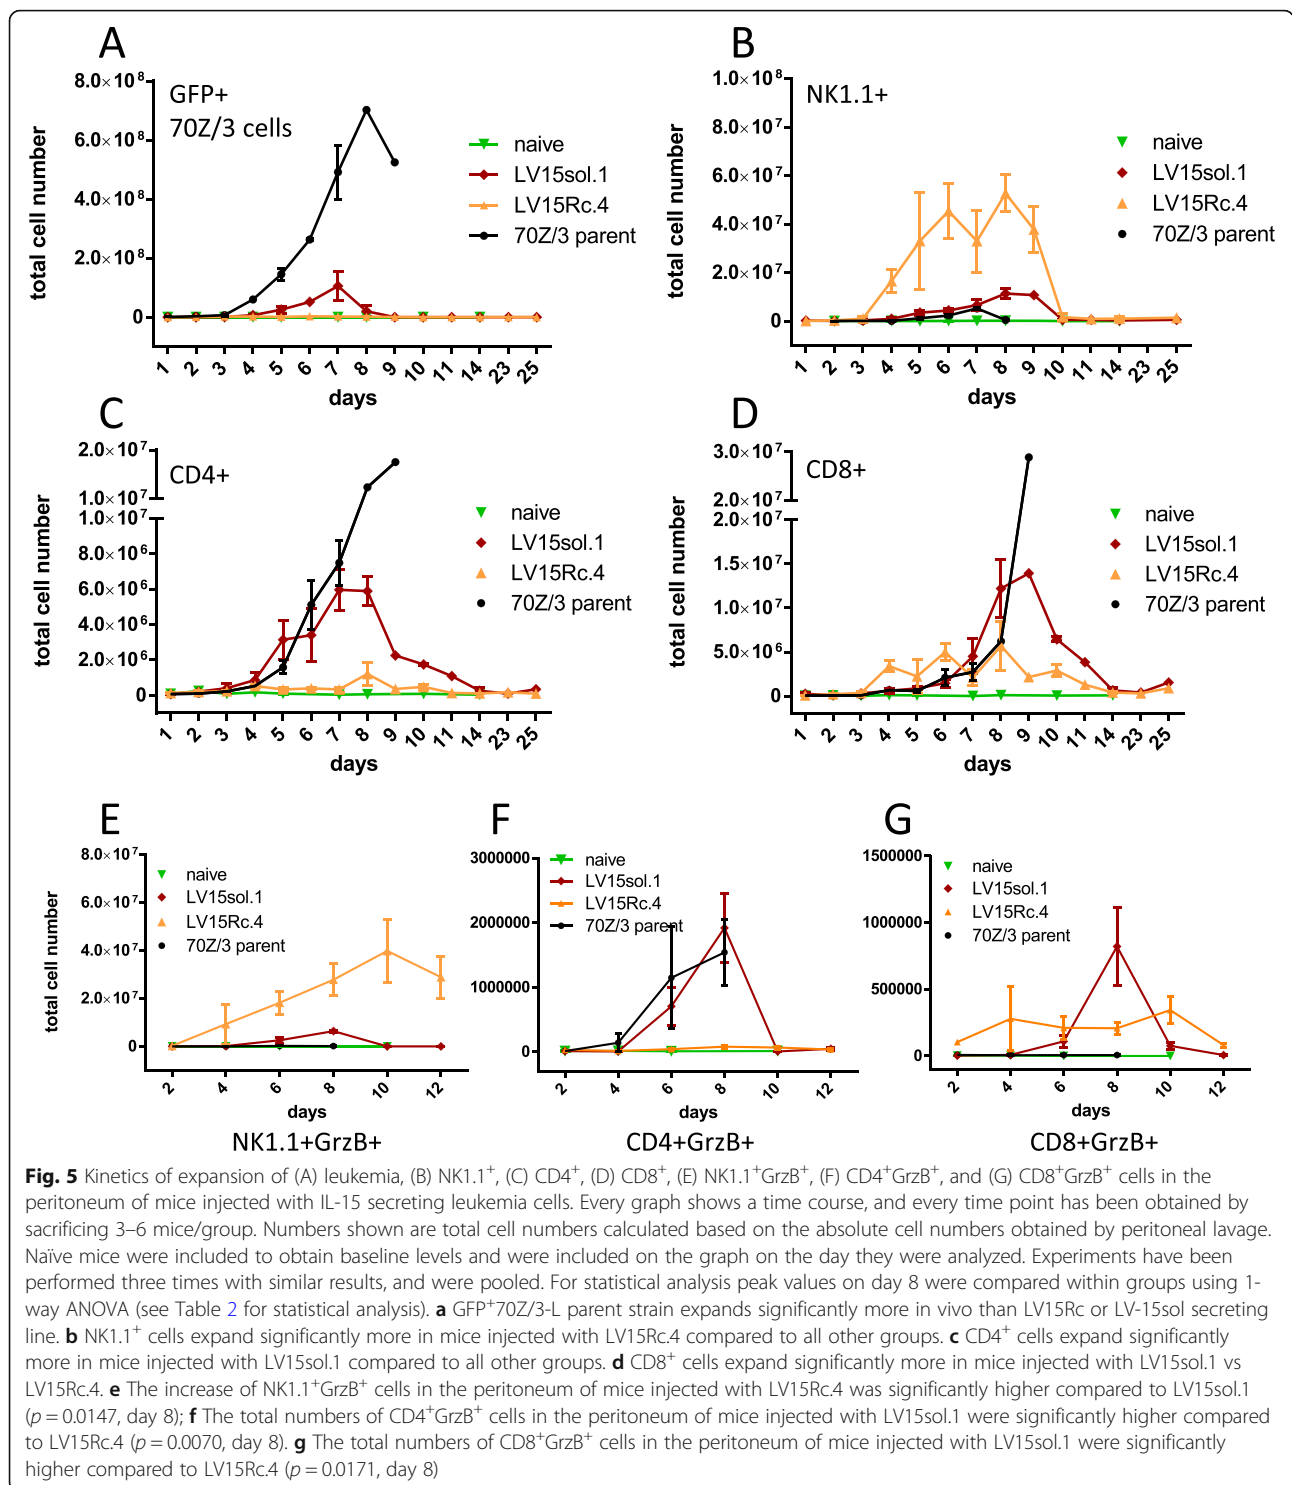 A
GFP+
70Z/3 cells
total cell number
8.0×10⁸
6.0×10⁸
4.0×10⁸
2.0×10⁸
0
1 2 3 4 5 6 7 8 9 10 11 14 23 25
days
naive
LV15sol.1
LV15Rc.4
70Z/3 parent
B
NK1.1+
total cell number
1.0×10⁸
8.0×10⁷
6.0×10⁷
4.0×10⁷
2.0×10⁷
0
1 2 3 4 5 6 7 8 9 10 11 14 23 25
days
naive
LV15sol.1
LV15Rc.4
70Z/3 parent
C
CD4+
total cell number
2.0×10⁷
1.0×10⁷
1.0×10⁷
8.0×10⁶
6.0×10⁶
4.0×10⁶
2.0×10⁶
0
1 2 3 4 5 6 7 8 9 10 11 14 23 25
days
naive
LV15sol.1
LV15Rc.4
70Z/3 parent
D
CD8+
total cell number
3.0×10⁷
2.0×10⁷
2.0×10⁷
1.5×10⁷
1.0×10⁷
5.0×10⁶
0
1 2 3 4 5 6 7 8 9 10 11 14 23 25
days
naive
LV15sol.1
LV15Rc.4
70Z/3 parent
E
total cell number
8.0×10⁷
6.0×10⁷
4.0×10⁷
2.0×10⁷
0
naive
LV15sol.1
LV15Rc.4
70Z/3 parent
2 4 6 8 10 12
days
NK1.1+GrzB+
F
3000000
2000000
1000000
0
naive
LV15sol.1
LV15Rc.4
70Z/3 parent
2 4 6 8 10 12
days
CD4+GrzB+
G
1500000
1000000
500000
0
naive
LV15sol.1
LV15Rc.4
70Z/3 parent
2 4 6 8 10 12
days
CD8+GrzB+
Fig. 5 Kinetics of expansion of (A) leukemia, (B) NK1.1⁺, (C) CD4⁺, (D) CD8⁺, (E) NK1.1⁺GrzB⁺, (F) CD4⁺GrzB⁺, and (G) CD8⁺GrzB⁺ cells in the
peritoneum of mice injected with IL-15 secreting leukemia cells. Every graph shows a time course, and every time point has been obtained by
sacrificing 3–6 mice/group. Numbers shown are total cell numbers calculated based on the absolute cell numbers obtained by peritoneal lavage.
Naïve mice were included to obtain baseline levels and were included on the graph on the day they were analyzed. Experiments have been
performed three times with similar results, and were pooled. For statistical analysis peak values on day 8 were compared within groups using 1-
way ANOVA (see Table 2 for statistical analysis). a GFP⁺70Z/3-L parent strain expands significantly more in vivo than LV15Rc or LV-15sol secreting
line. b NK1.1⁺ cells expand significantly more in mice injected with LV15Rc.4 compared to all other groups. c CD4⁺ cells expand significantly
more in mice injected with LV15sol.1 compared to all other groups. d CD8⁺ cells expand significantly more in mice injected with LV15sol.1 vs
LV15Rc.4. e The increase of NK1.1⁺GrzB⁺ cells in the peritoneum of mice injected with LV15Rc.4 was significantly higher compared to LV15sol.1
(p = 0.0147, day 8); f The total numbers of CD4⁺GrzB⁺ cells in the peritoneum of mice injected with LV15sol.1 were significantly higher compared
to LV15Rc.4 (p = 0.0070, day 8). g The total numbers of CD8⁺GrzB⁺ cells in the peritoneum of mice injected with LV15sol.1 were significantly
higher compared to LV15Rc.4 (p = 0.0171, day 8)